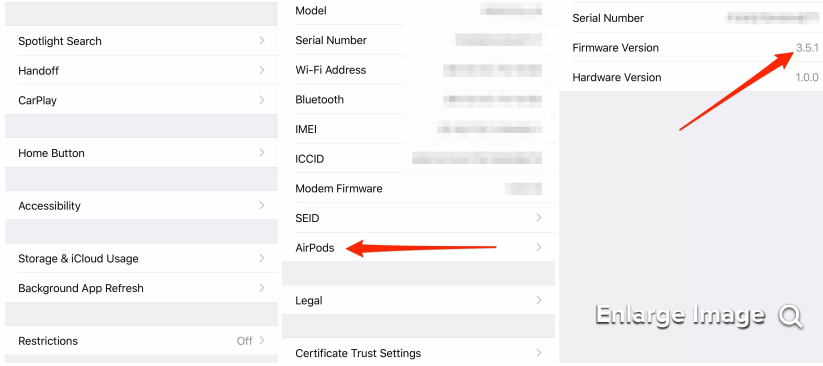 Spotlight Search
Handoff
CarPlay
Home Button
Accessibility
Storage & iCloud Usage
Background App Refresh
Restrictions Off
Model
Serial Number
Wi-Fi Address
Bluetooth
IMEI
ICCID
Modem Firmware
SEID
AirPods
Legal
Certificate Trust Settings
Serial Number
Firmware Version 3.5.1
Hardware Version 1.0.0
Enlarge Image